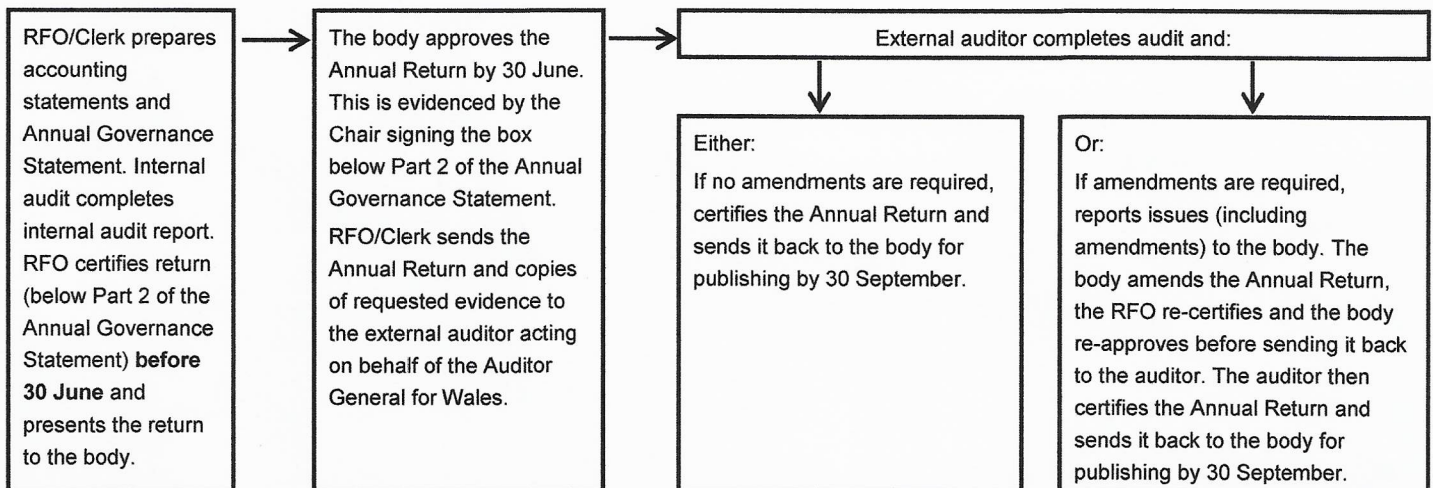 RFO/Clerk prepares
accounting
statements and
Annual Governance
Statement. Internal
audit completes
internal audit report.
RFO certifies return
(below Part 2 of the
Annual Governance
Statement) before
30 June and
presents the return
to the body.
The body approves the
Annual Return by 30 June.
This is evidenced by the
Chair signing the box
below Part 2 of the Annual
Governance Statement.
RFO/Clerk sends the
Annual Return and copies
of requested evidence to
the external auditor acting
on behalf of the Auditor
General for Wales.
External auditor completes audit and:
Either:
If no amendments are required,
certifies the Annual Return and
sends it back to the body for
publishing by 30 September.
Or:
If amendments are required,
reports issues (including
amendments) to the body. The
body amends the Annual Return,
the RFO re-certifies and the body
re-approves before sending it back
to the auditor. The auditor then
certifies the Annual Return and
sends it back to the body for
publishing by 30 September.